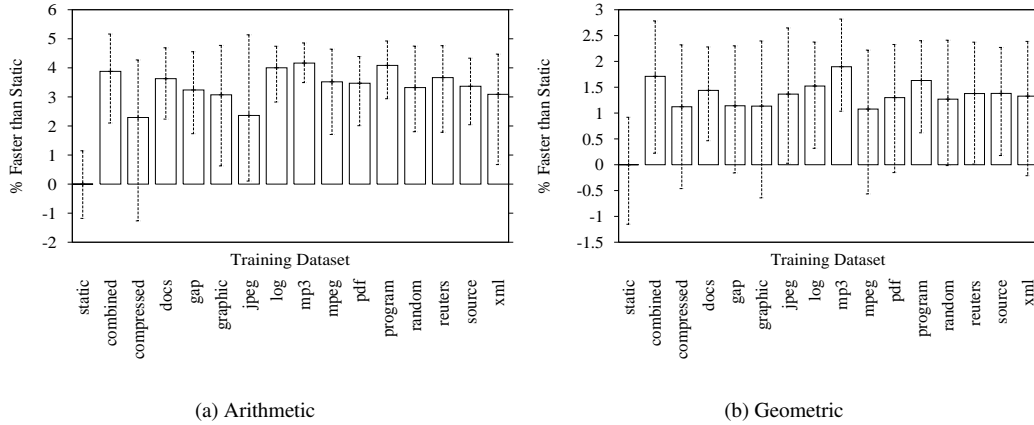 % Faster than Static
6
5
4
3
2
1
0
-1
-2
Training Dataset
static
combined
compressed
docs
gap
graphic
jpeg
log
mp3
mpeg
pdf
program
random
reuters
source
xml
(a) Arithmetic
% Faster than Static
3
2.5
2
1.5
1
0.5
0
-0.5
-1
-1.5
Training Dataset
static
combined
compressed
docs
gap
graphic
jpeg
log
mp3
mpeg
pdf
program
random
reuters
source
xml
(b) Geometric